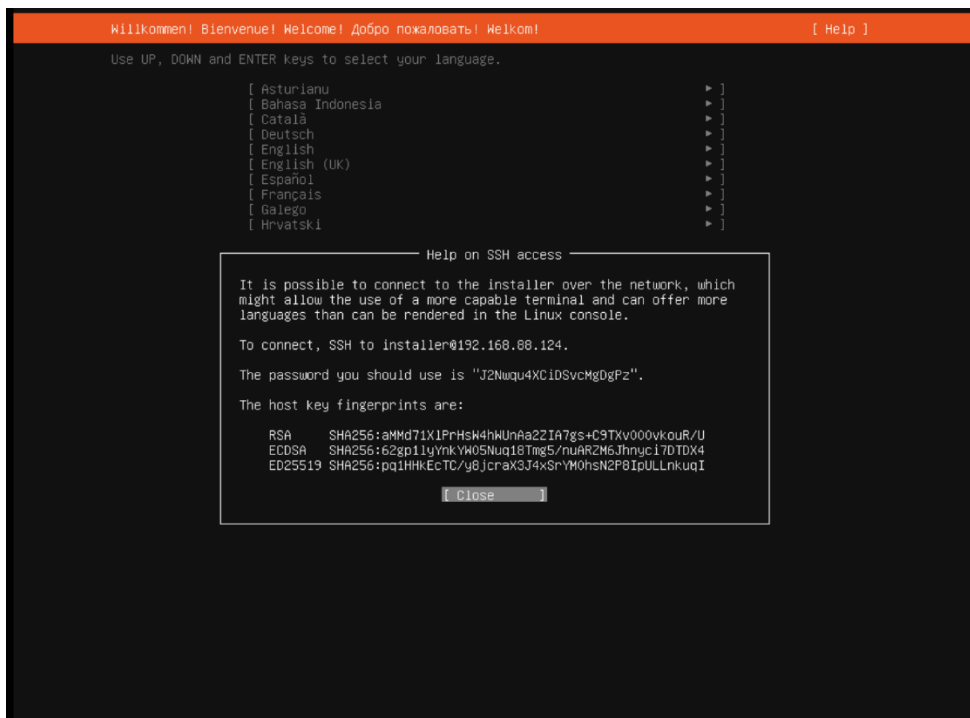 Willkommen! Bienvenue! Welcome! Добро пожаловать! Welkom! [ Help ]
Use UP, DOWN and ENTER keys to select your language.
[ Asturianu ► ]
[ Bahasa Indonesia ► ]
[ Català ► ]
[ Deutsch ► ]
[ English ► ]
[ English (UK) ► ]
[ Español ► ]
[ Français ► ]
[ Galego ► ]
[ Hrvatski ► ]
Help on SSH access
It is possible to connect to the installer over the network, which
might allow the use of a more capable terminal and can offer more
languages than can be rendered in the Linux console.
To connect, SSH to installer@192.168.88.124.
The password you should use is "J2Nwqu4XCiDSvcMgDgPz".
The host key fingerprints are:
RSA SHA256:aMMd71XlPrHsW4hWUnAa2ZIA7gs+C9TXv000vkouR/U
ECDSA SHA256:62gp1lyYnkYW05Nuq18Tmg5/nuARZM6Jhnyci7DTDX4
ED25519 SHA256:pq1HHkEcTC/y8jcraX3J4xSrYM0hsN2P8IpULLnkuqI
[ Close ]